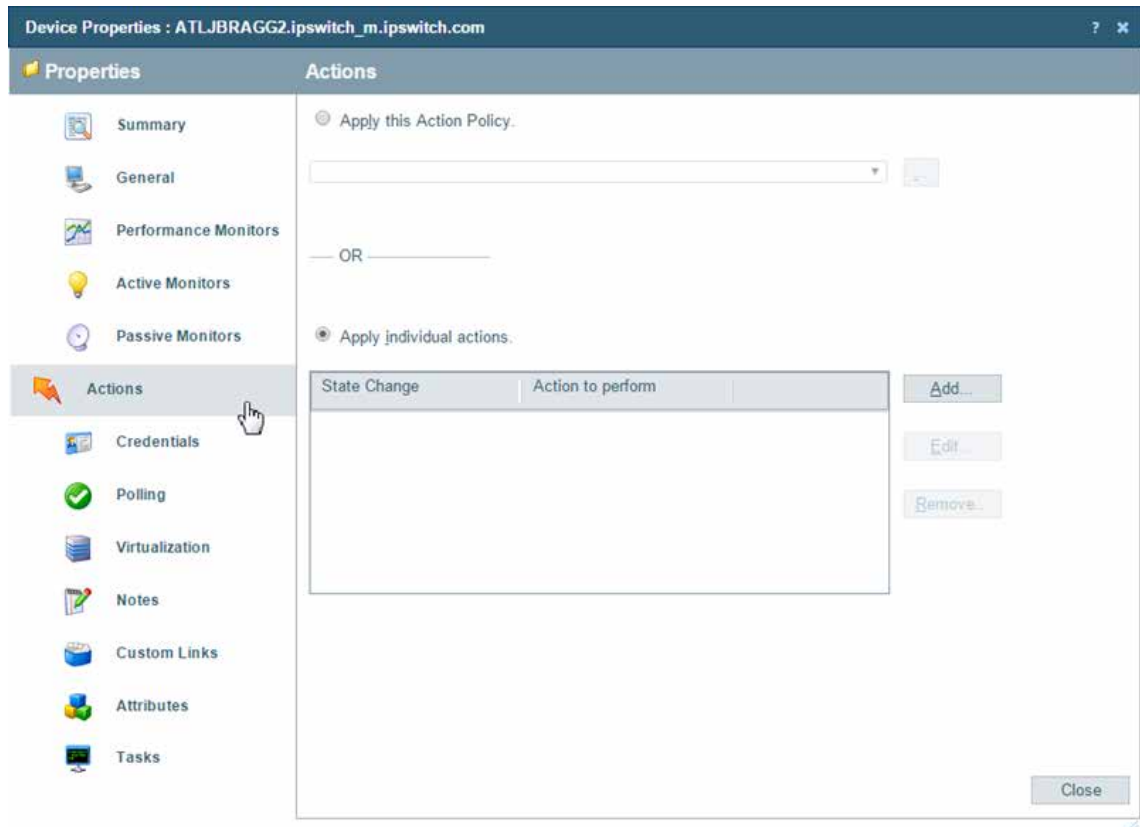 Device Properties : ATLJBRAGG2.ipswitch_m.ipswitch.com ? ×
Properties
Actions
Summary
General
Performance Monitors
Active Monitors
Passive Monitors
Actions
Credentials
Polling
Virtualization
Notes
Custom Links
Attributes
Tasks
Apply this Action Policy.
...
OR
Apply individual actions.
State Change Action to perform
Add...
Edit...
Remove...
Close